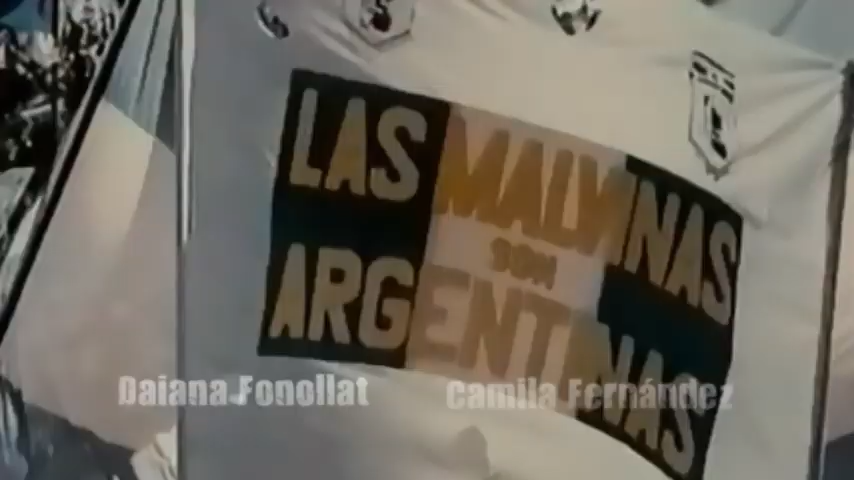 LAS MALVINAS
SON
ARGENTINAS
Daiana Fonollat
Camila Fernández